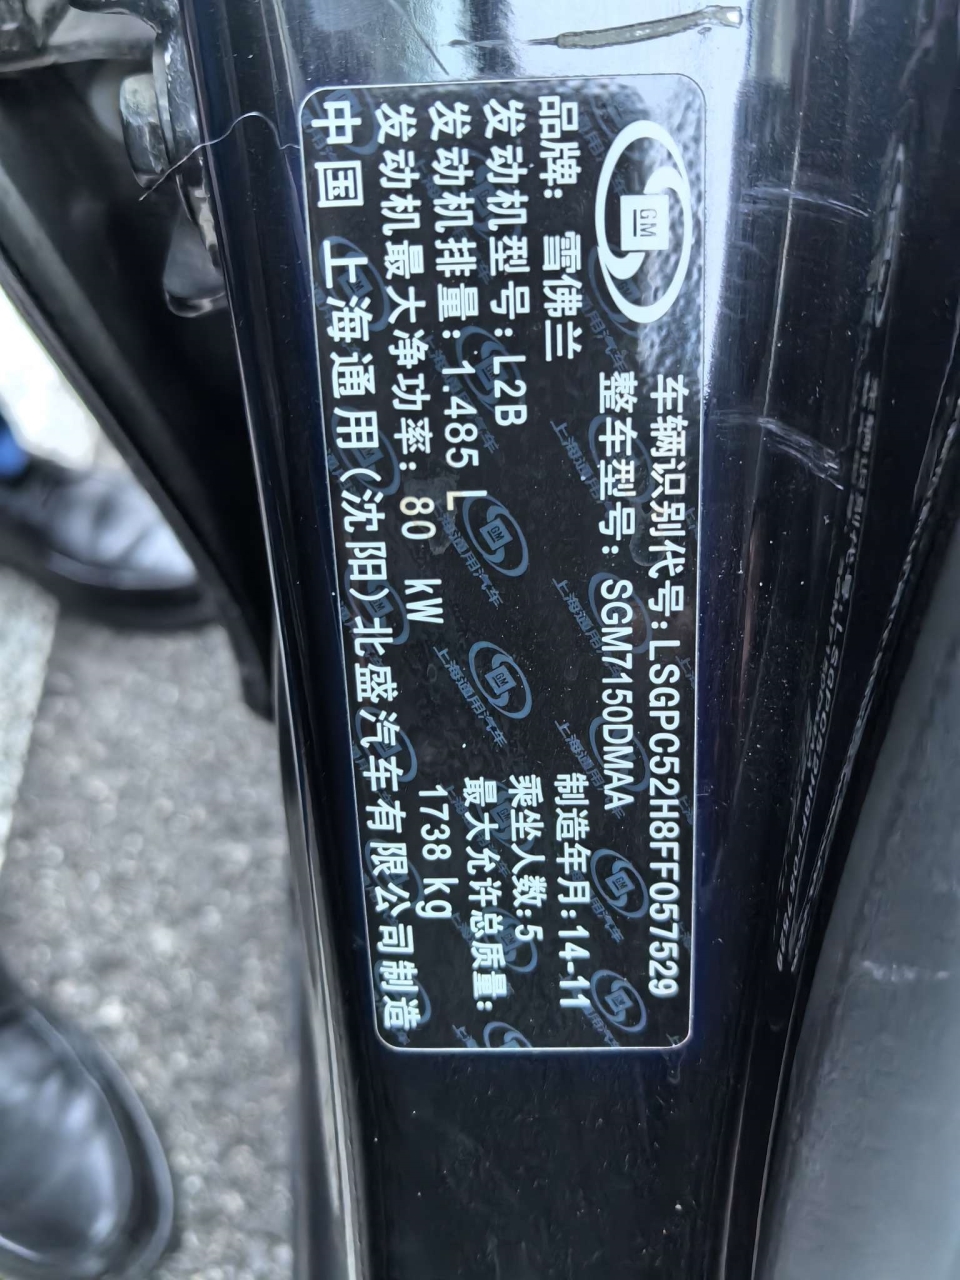 GM
车辆识别代号:LSGPC52H8FF057529
整车型号:SGM7150DMAA
品牌: 雪佛兰
制造年月:14-11
发动机型号:L2B
乘坐人数:5
发动机排量:1.485 L
最大允许总质量:
1738 kg
发动机最大净功率: 80 kW
中国 上海通用(沈阳)北盛汽车有限公司制造